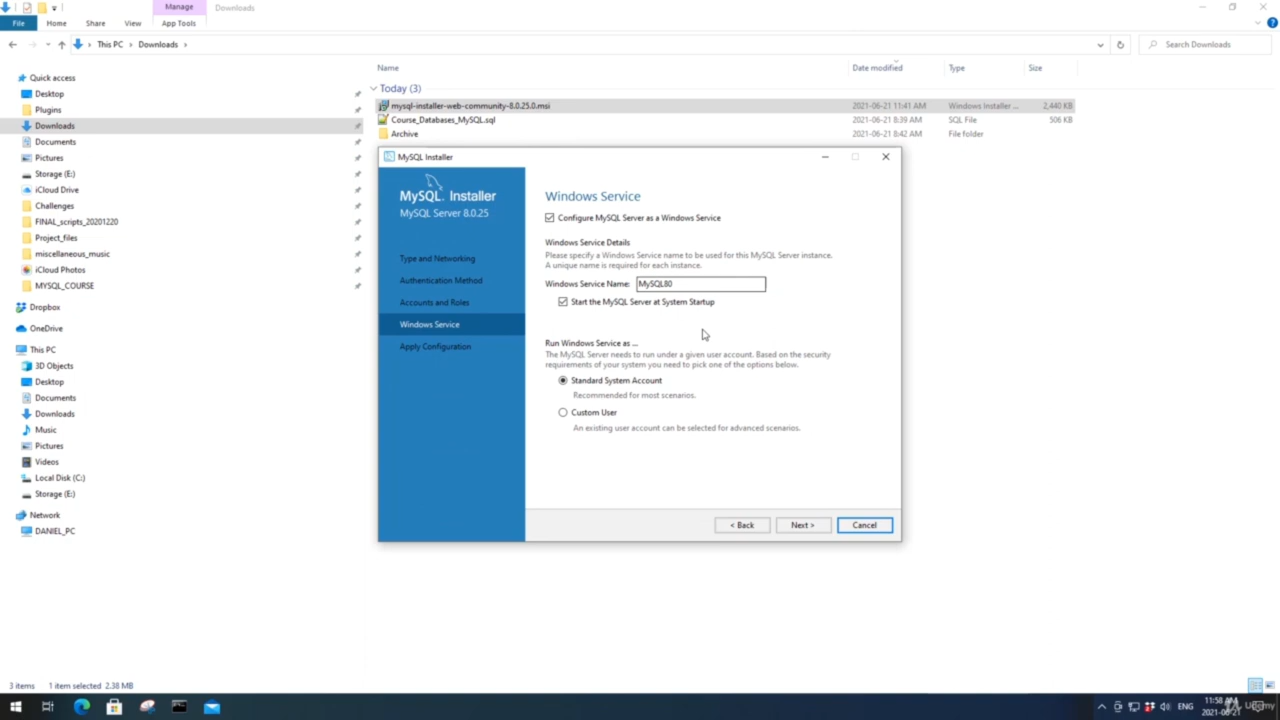 Manage
Downloads
File
Home
Share
View
App Tools
This PC
Downloads
Search Downloads
Name
Date modified
Type
Size
Quick access
Desktop
Plugins
Downloads
Documents
Pictures
Storage (E:)
iCloud Drive
Challenges
FINAL_scripts_20201220
Project_files
miscellaneous_music
iCloud Photos
MYSQL_COURSE
Dropbox
OneDrive
This PC
3D Objects
Desktop
Documents
Downloads
Music
Pictures
Videos
Local Disk (C:)
Storage (E:)
Network
DANIEL_PC
Today (3)
mysql-installer-web-community-8.0.25.0.msi 2021-06-21 11:41 AM Windows Installer ... 2,440 KB
Course_Databases_MySQL.sql 2021-06-21 8:39 AM SQL File 506 KB
Archive 2021-06-21 8:42 AM File folder
MySQL Installer
MySQL. Installer
MySQL Server 8.0.25
Type and Networking
Authentication Method
Accounts and Roles
Windows Service
Apply Configuration
Windows Service
Configure MySQL Server as a Windows Service
Windows Service Details
Please specify a Windows Service name to be used for this MySQL Server instance.
A unique name is required for each instance.
Windows Service Name: MySQL80
Start the MySQL Server at System Startup
Run Windows Service as ...
The MySQL Server needs to run under a given user account. Based on the security
requirements of your system you need to pick one of the options below.
Standard System Account
Recommended for most scenarios.
Custom User
An existing user account can be selected for advanced scenarios.
< Back
Next >
Cancel
3 items 1 item selected 2.38 MB
ENG
11:58 AM
2021-06-21
Udemy